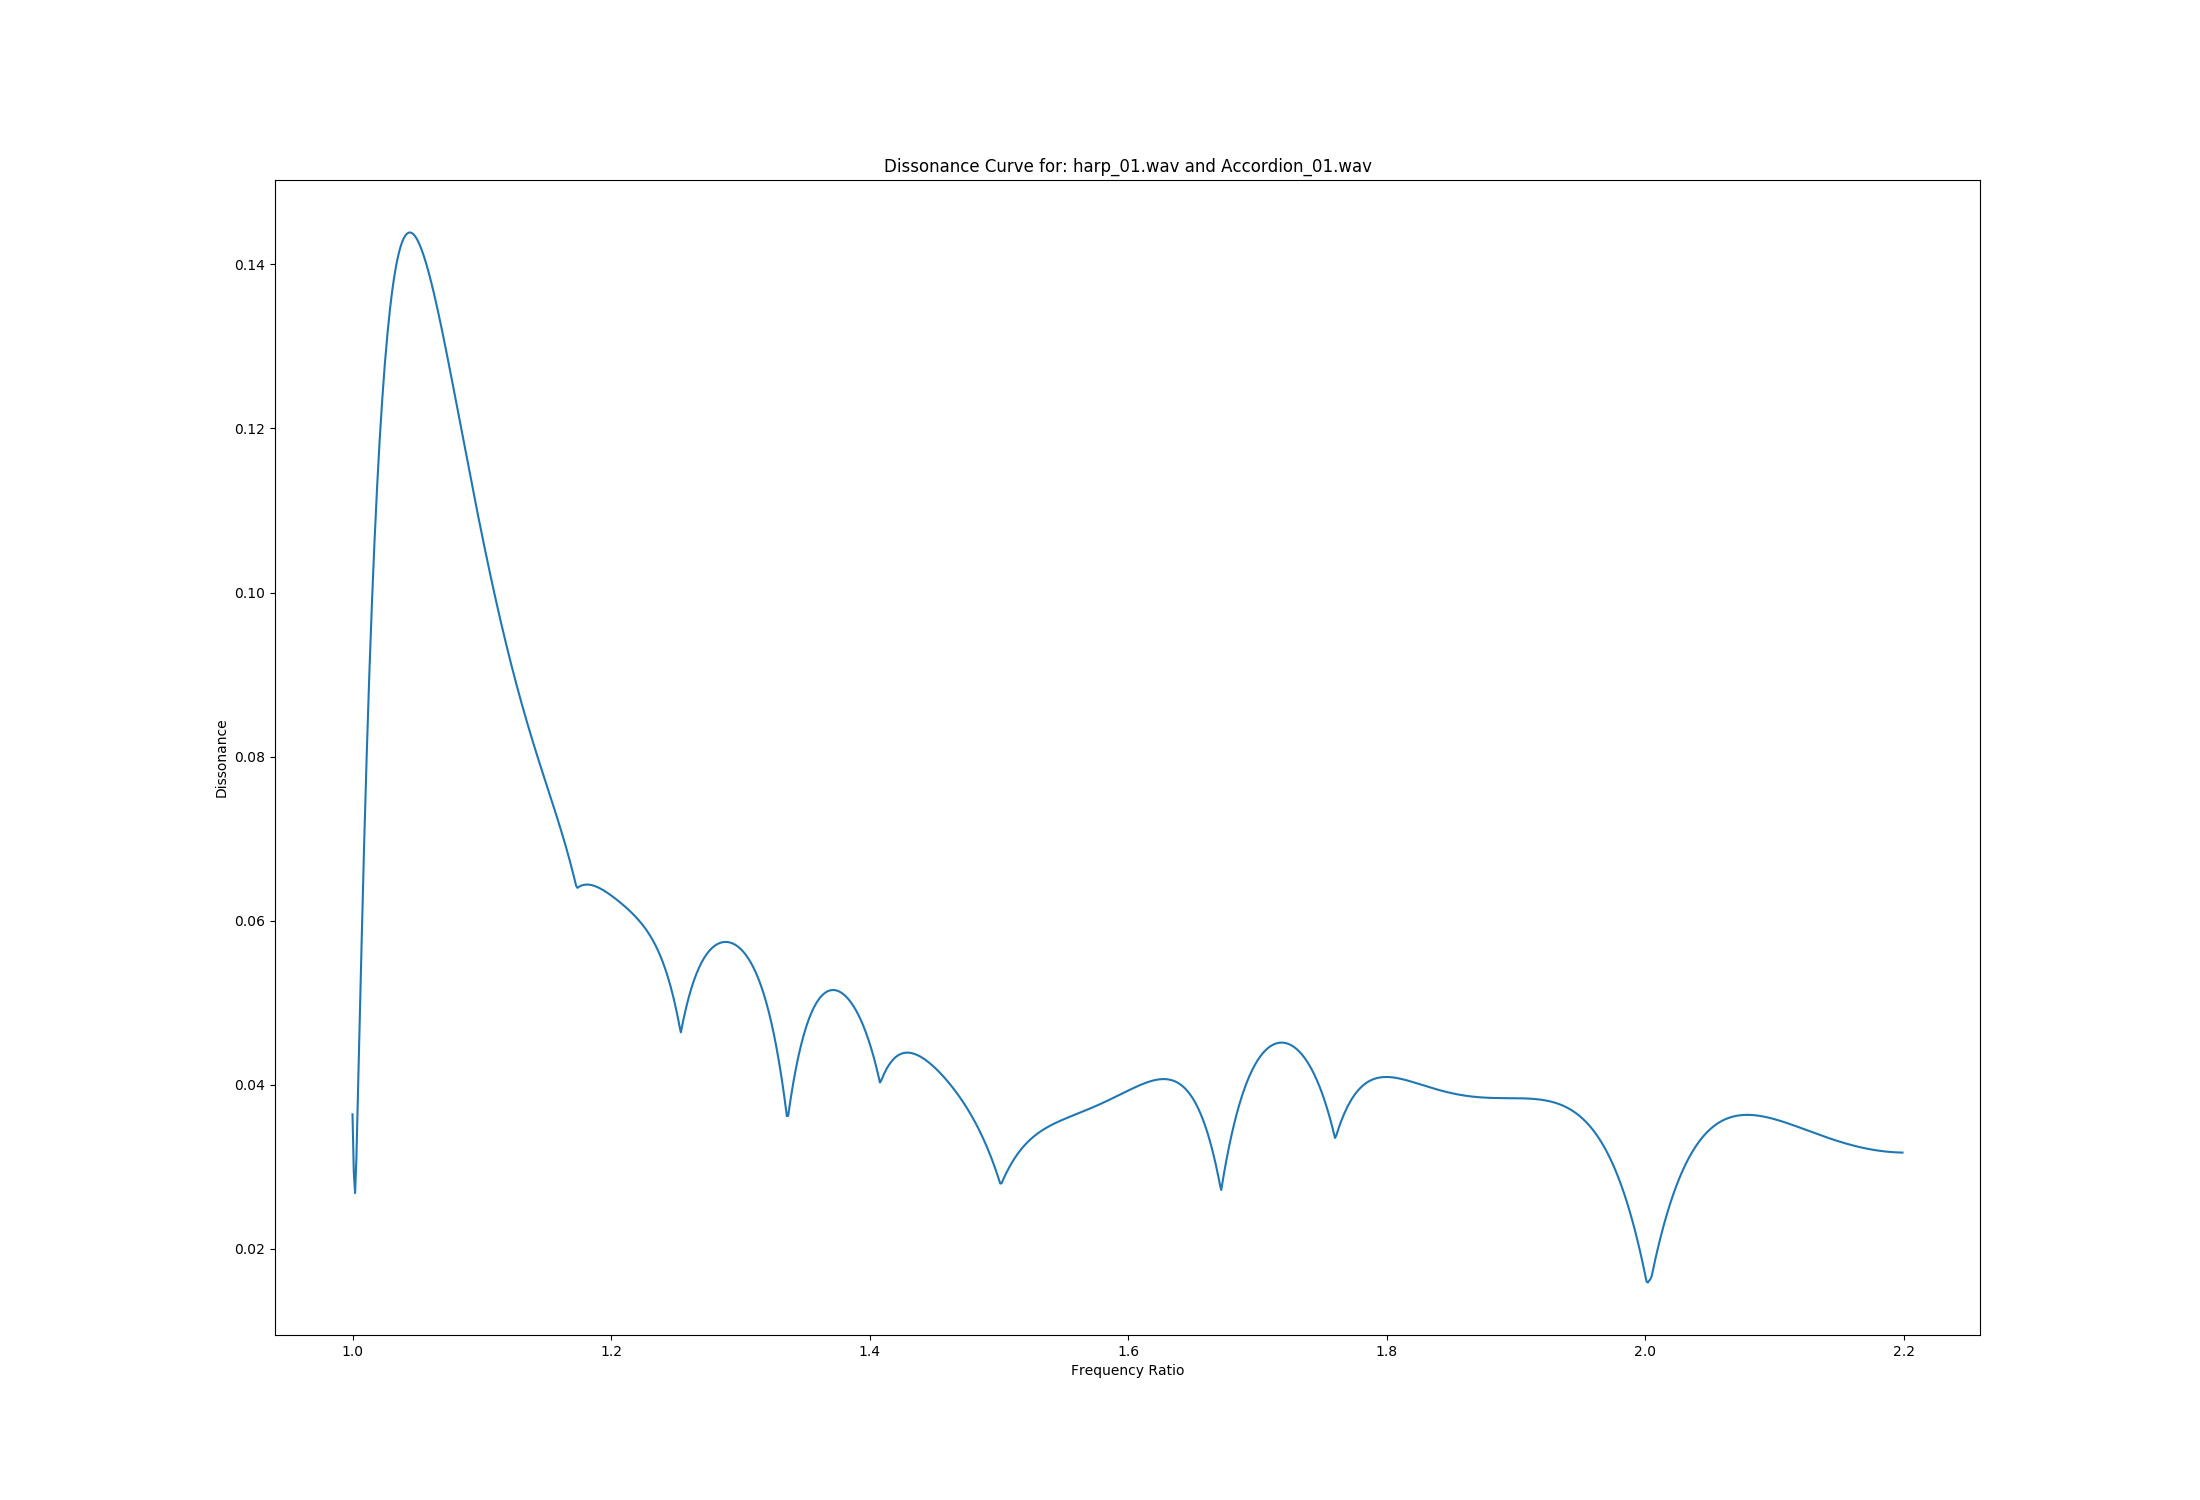 Dissonance Curve for: harp_01.wav and Accordion_01.wav
0.14
0.12
0.10
0.08
0.06
0.04
0.02
Dissonance
1.0 1.2 1.4 1.6 1.8 2.0 2.2
Frequency Ratio